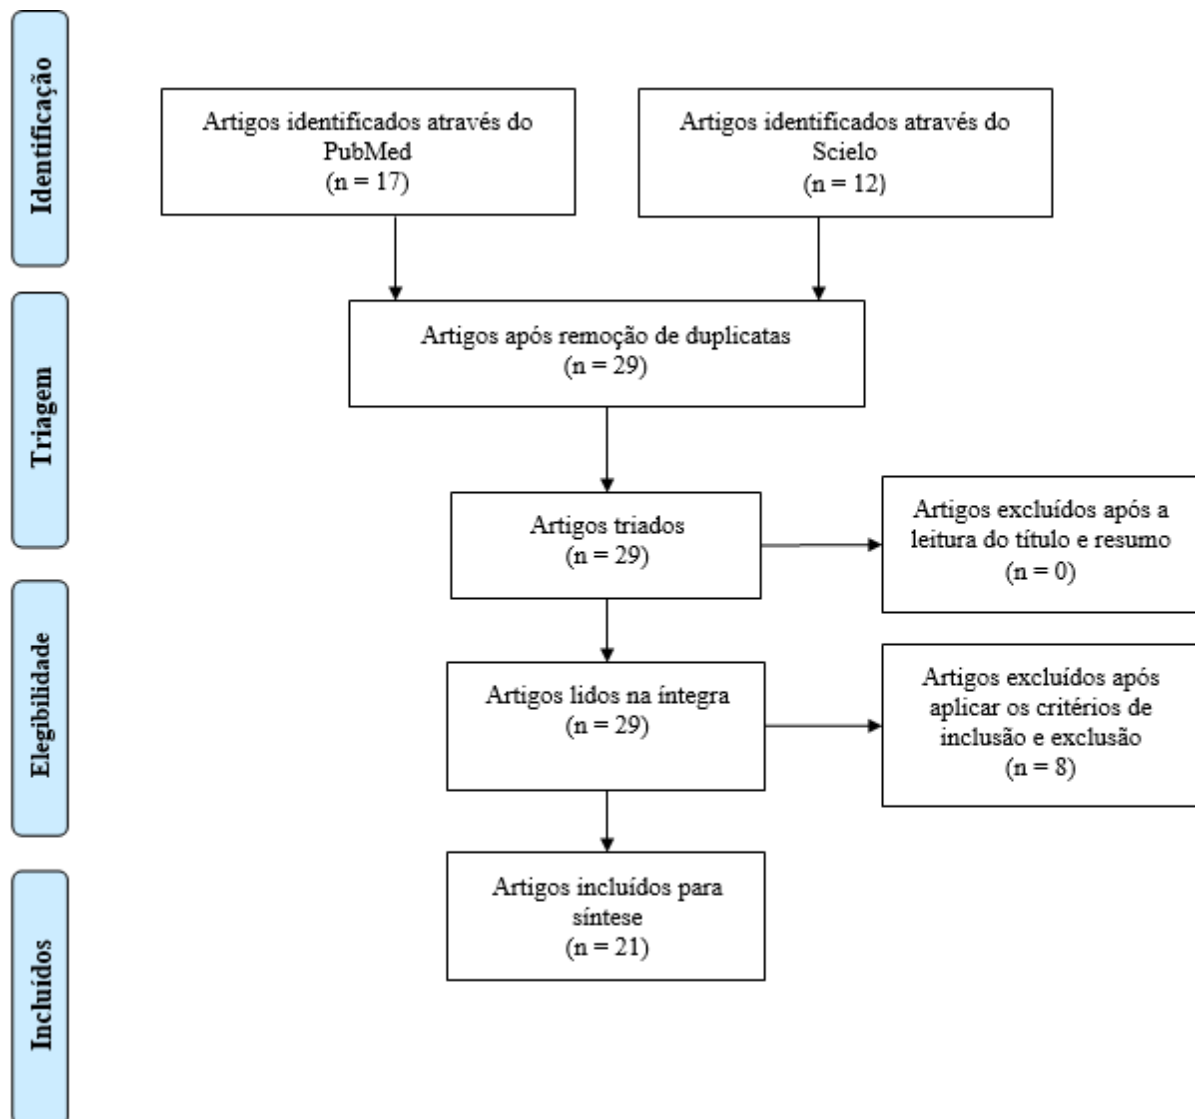 Identificação
Artigos identificados através do
PubMed
(n = 17)
Artigos identificados através do
Scielo
(n = 12)
Triagem
Artigos após remoção de duplicatas
(n = 29)
Artigos triados
(n = 29)
Artigos excluídos após a
leitura do título e resumo
(n = 0)
Elegibilidade
Artigos lidos na íntegra
(n = 29)
Artigos excluídos após
aplicar os critérios de
inclusão e exclusão
(n = 8)
Incluídos
Artigos incluídos para
síntese
(n = 21)